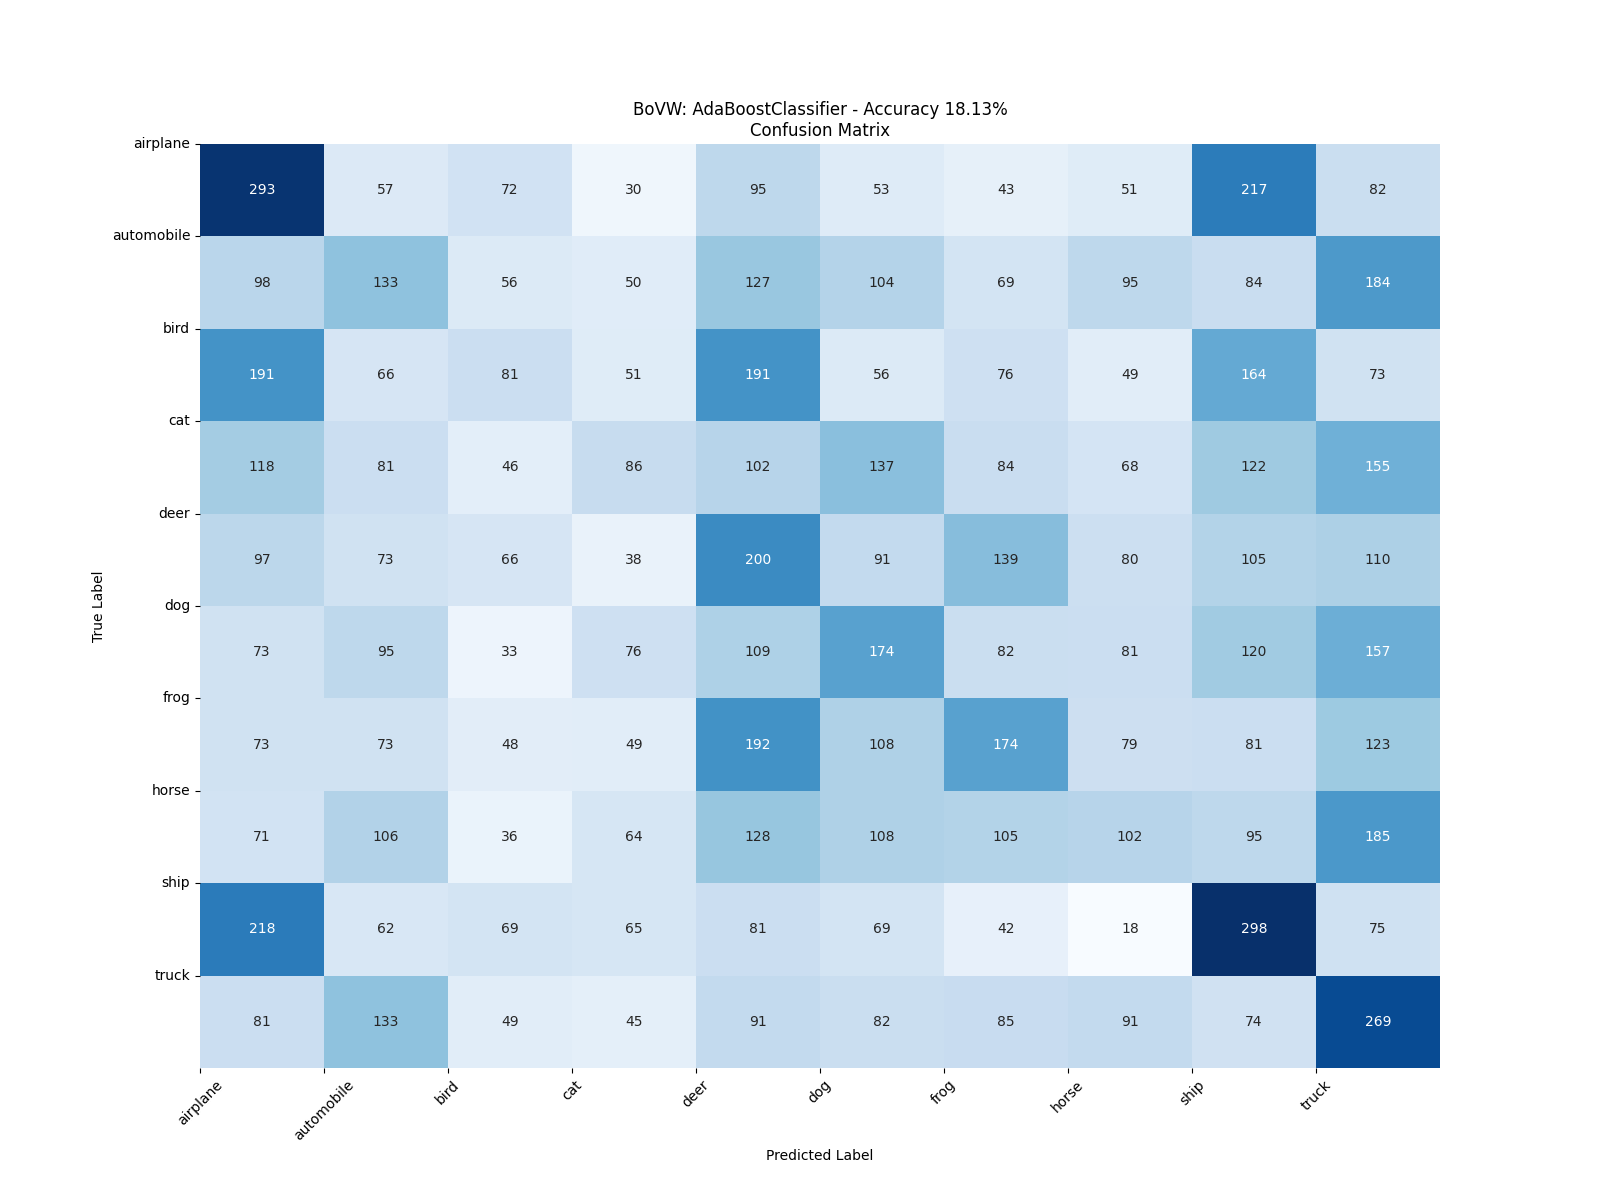 BoVW: AdaBoostClassifier - Accuracy 18.13%
Confusion Matrix
airplane
293 57 72 30 95 53 43 51 217 82
automobile
98 133 56 50 127 104 69 95 84 184
bird
191 66 81 51 191 56 76 49 164 73
cat
118 81 46 86 102 137 84 68 122 155
deer
97 73 66 38 200 91 139 80 105 110
True Label
dog
73 95 33 76 109 174 82 81 120 157
frog
73 73 48 49 192 108 174 79 81 123
horse
71 106 36 64 128 108 105 102 95 185
ship
218 62 69 65 81 69 42 18 298 75
truck
81 133 49 45 91 82 85 91 74 269
airplane automobile bird cat deer dog frog horse ship truck
Predicted Label